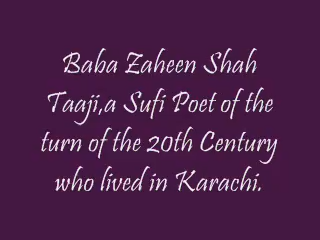 Baba Zaheen Shah
Taaji,a Sufi Poet of the
turn of the 20th Century
who lived in Karachi.